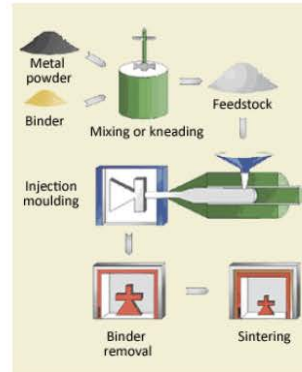 Metal
powder
Binder
Mixing or kneading
Feedstock
Injection
moulding
Binder
removal
Sintering